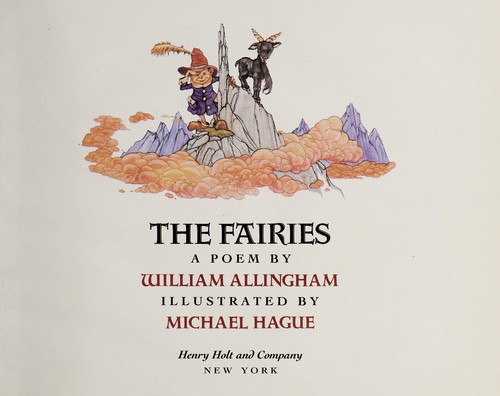 THE FAIRIES
A POEM BY
WILLIAM ALLINGHAM
ILLUSTRATED BY
MICHAEL HAGUE
Henry Holt and Company
NEW YORK